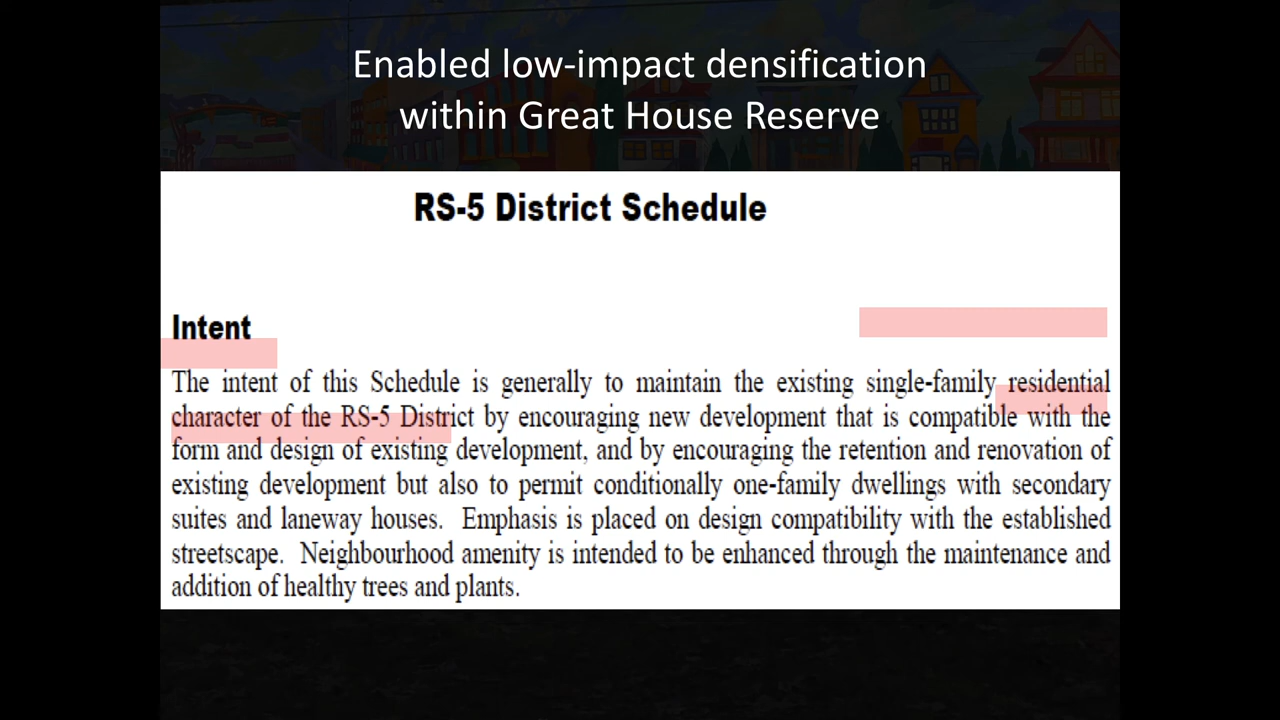 Enabled low-impact densification
within Great House Reserve
RS-5 District Schedule
Intent
The intent of this Schedule is generally to maintain the existing single-family residential
character of the RS-5 District by encouraging new development that is compatible with the
form and design of existing development, and by encouraging the retention and renovation of
existing development but also to permit conditionally one-family dwellings with secondary
suites and laneway houses. Emphasis is placed on design compatibility with the established
streetscape. Neighbourhood amenity is intended to be enhanced through the maintenance and
addition of healthy trees and plants.